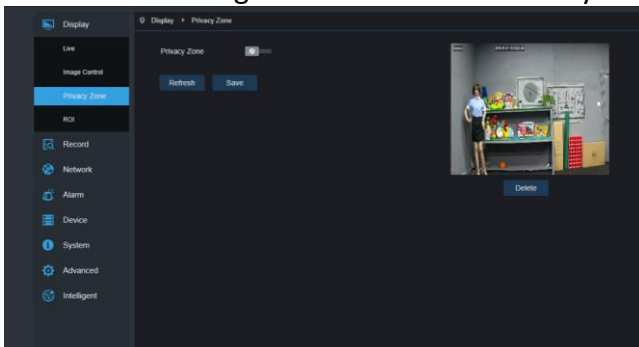 Display
Live
Image Control
Privacy Zone
ROI
Record
Network
Alarm
Device
System
Advanced
Intelligent
Display › Privacy Zone
Privacy Zone
Refresh Save
Delete